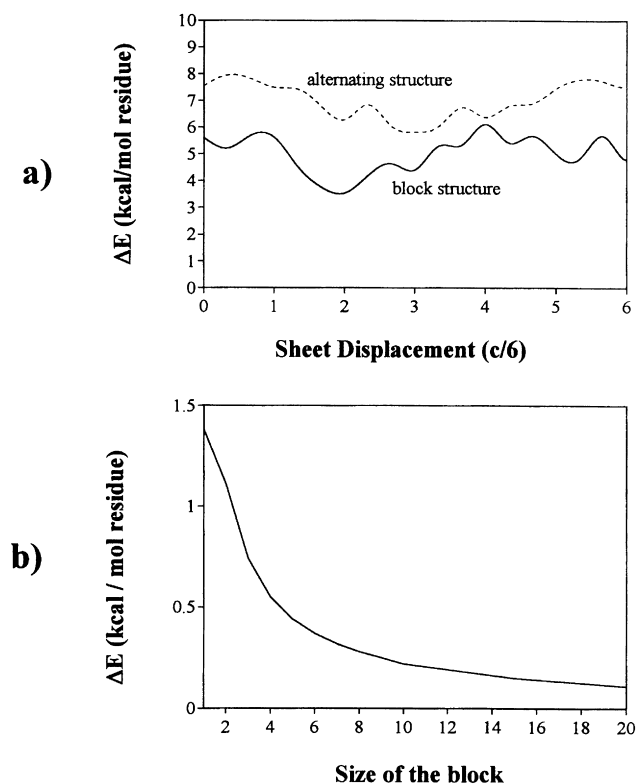 a)
ΔE (kcal/mol residue)
10
9
8
7
6
5
4
3
2
1
0
alternating structure
block structure
0 1 2 3 4 5 6
Sheet Displacement (c/6)
b)
ΔE (kcal / mol residue)
1.5
1
0.5
0
2 4 6 8 10 12 14 16 18 20
Size of the block